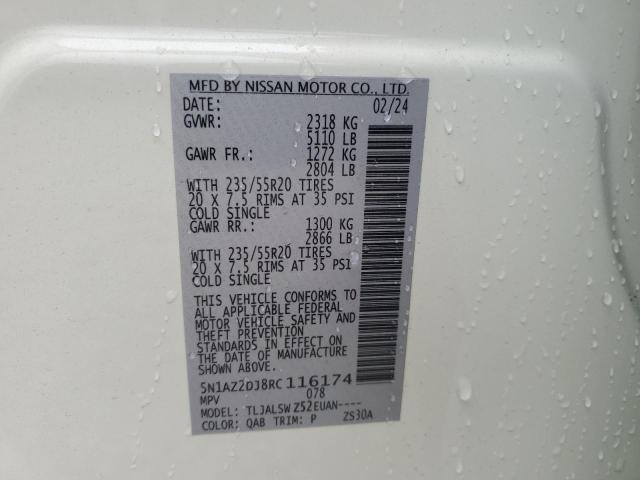 MFD BY NISSAN MOTOR CO., LTD.
DATE: 02/24
GVWR: 2318 KG
5110 LB
GAWR FR.: 1272 KG
2804 LB
WITH 235/55R20 TIRES
20 X 7.5 RIMS AT 35 PSI
COLD SINGLE
GAWR RR.: 1300 KG
2866 LB
WITH 235/55R20 TIRES
20 X 7.5 RIMS AT 35 PSI
COLD SINGLE
THIS VEHICLE CONFORMS TO
ALL APPLICABLE FEDERAL
MOTOR VEHICLE SAFETY AND
THEFT PREVENTION
STANDARDS IN EFFECT ON
THE DATE OF MANUFACTURE
SHOWN ABOVE.
5N1AZ2DJ8RC116174
MPV 078
MODEL: TLJALSW Z52EUAN----
COLOR: QAB TRIM: P ZS30A